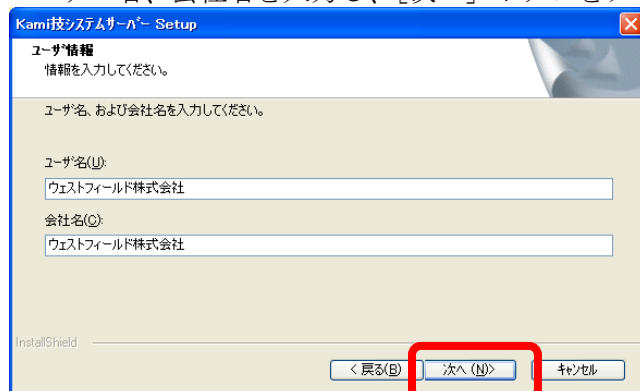 Kami技システムサーバー Setup
ユーザ情報
情報を入力してください。
ユーザ名、および会社名を入力してください。
ユーザ名(U):
ウェストフィールド株式会社
会社名(C):
ウェストフィールド株式会社
InstallShield
< 戻る(B)
次へ (N)>
キャンセル